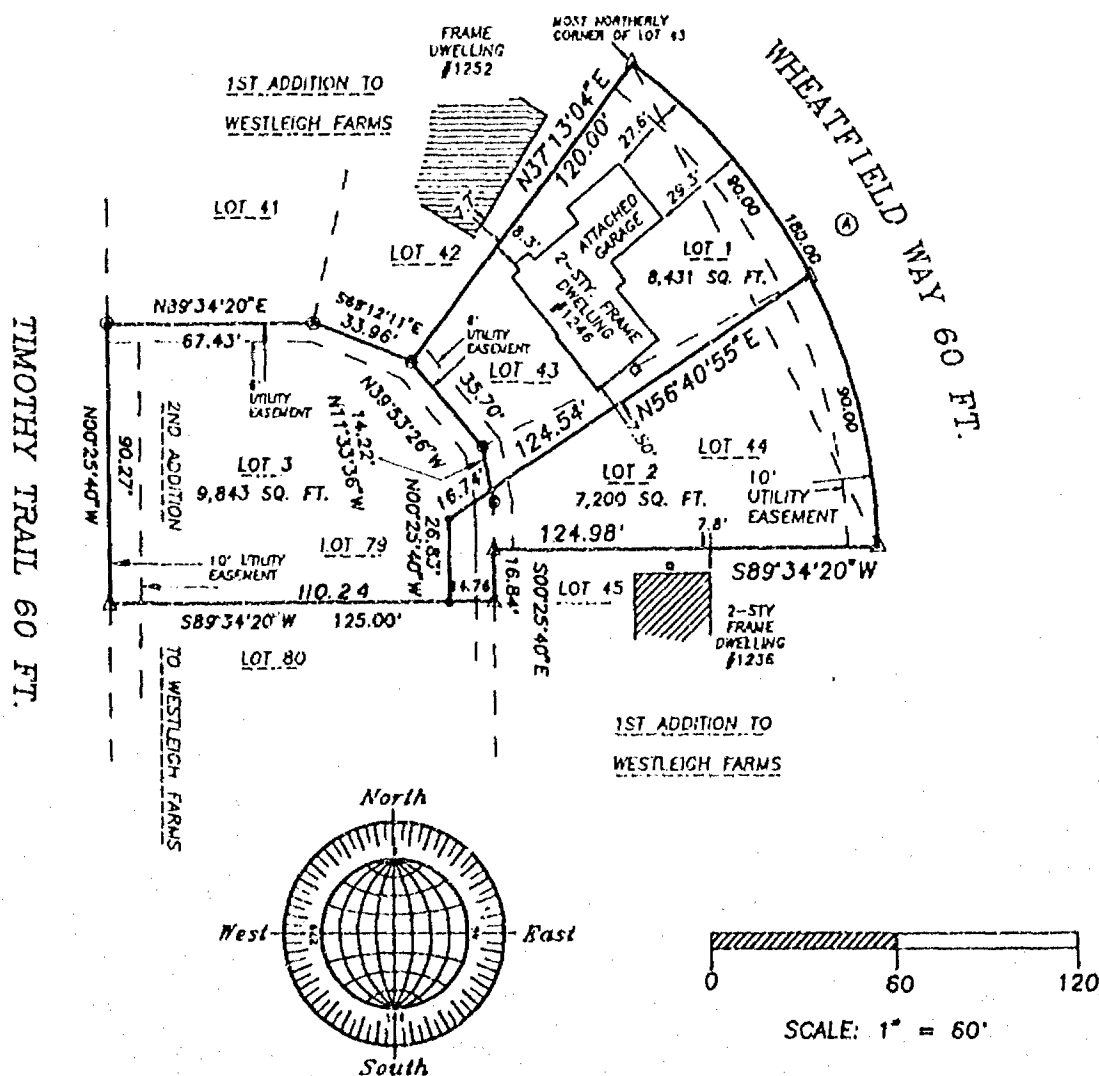 FRAME
DWELLING
#1252
MOST NORTHERLY
CORNER OF LOT 43
1ST ADDITION TO
WESTLEIGH FARMS
WHEATFIELD WAY 60 FT.
N37°13'04"E
120.00'
27.6'
29.3'
80.00
180.00
A
LOT 41
7.7'
8.3'
ATTACHED
GARAGE
LOT 1
8,431 SQ. FT.
LOT 42
2-STY. FRAME
DWELLING
#1246
N89°34'20"E
67.43'
S68°12'11"E
33.96'
UTILITY
EASEMENT
LOT 43
35.70'
N39°53'26"W
14.22'
N11°33'36"W
N56°40'55"E
124.54'
90.00
TIMOTHY TRAIL 60 FT.
N00°25'40"W
90.27"
2ND ADDITION
UTILITY
EASEMENT
LOT 3
9,843 SQ. FT.
16.74'
LOT 2
7,200 SQ. FT.
LOT 44
10'
UTILITY
EASEMENT
10' UTILITY
EASEMENT
LOT 79
N00°25'40"W
26.83'
124.98'
7.8'
S89°34'20"W
110.24
14.76
16.84'
S00°25'40"E
LOT 45
S89°34'20"W 125.00'
2-STY
FRAME
DWELLING
#1236
LOT 80
TO WESTLEIGH FARMS
1ST ADDITION TO
WESTLEIGH FARMS
North
West
East
South
0 60 120
SCALE: 1" = 60'